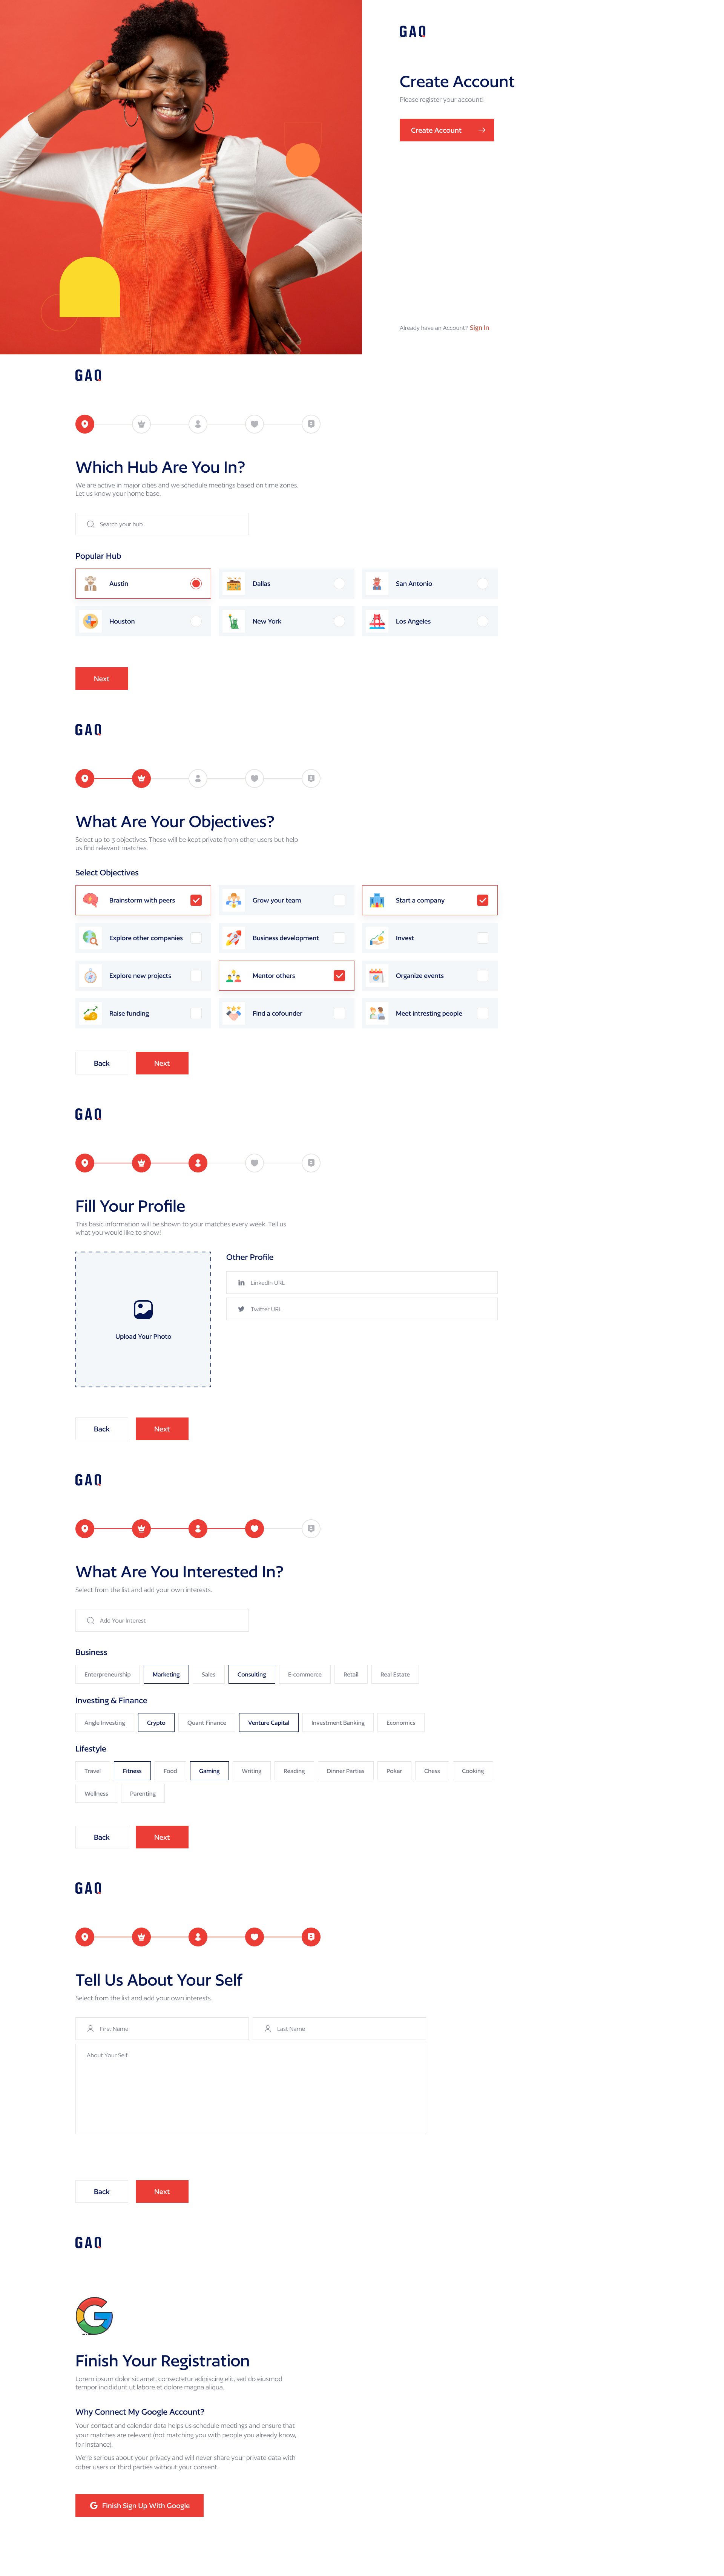 GAO
Create Account
Please register your account!
Create Account
Already have an Account? Sign In
GAO
Which Hub Are You In?
We are active in major cities and we schedule meetings based on time zones.
Let us know your home base.
Search your hub..
Popular Hub
Austin
Dallas
San Antonio
Houston
New York
Los Angeles
Next
GAO
What Are Your Objectives?
Select up to 3 objectives. These will be kept private from other users but help
us find relevant matches.
Select Objectives
Brainstorm with peers
Grow your team
Start a company
Explore other companies
Business development
Invest
Explore new projects
Mentor others
Organize events
Raise funding
Find a cofounder
Meet intresting people
Back
Next
GAO
Fill Your Profile
This basic information will be shown to your matches every week. Tell us
what you would like to show!
Upload Your Photo
Other Profile
LinkedIn URL
Twitter URL
Back
Next
GAO
What Are You Interested In?
Select from the list and add your own interests.
Add Your Interest
Business
Enterpreneurship
Marketing
Sales
Consulting
E-commerce
Retail
Real Estate
Investing & Finance
Angle Investing
Crypto
Quant Finance
Venture Capital
Investment Banking
Economics
Lifestyle
Travel
Fitness
Food
Gaming
Writing
Reading
Dinner Parties
Poker
Chess
Cooking
Wellness
Parenting
Back
Next
GAO
Tell Us About Your Self
Select from the list and add your own interests.
First Name
Last Name
About Your Self
Back
Next
GAO
Finish Your Registration
Lorem ipsum dolor sit amet, consectetur adipiscing elit, sed do eiusmod
tempor incididunt ut labore et dolore magna aliqua.
Why Connect My Google Account?
Your contact and calendar data helps us schedule meetings and ensure that
your matches are relevant (not matching you with people you already know,
for instance).
We're serious about your privacy and will never share your private data with
other users or third parties without your consent.
Finish Sign Up With Google